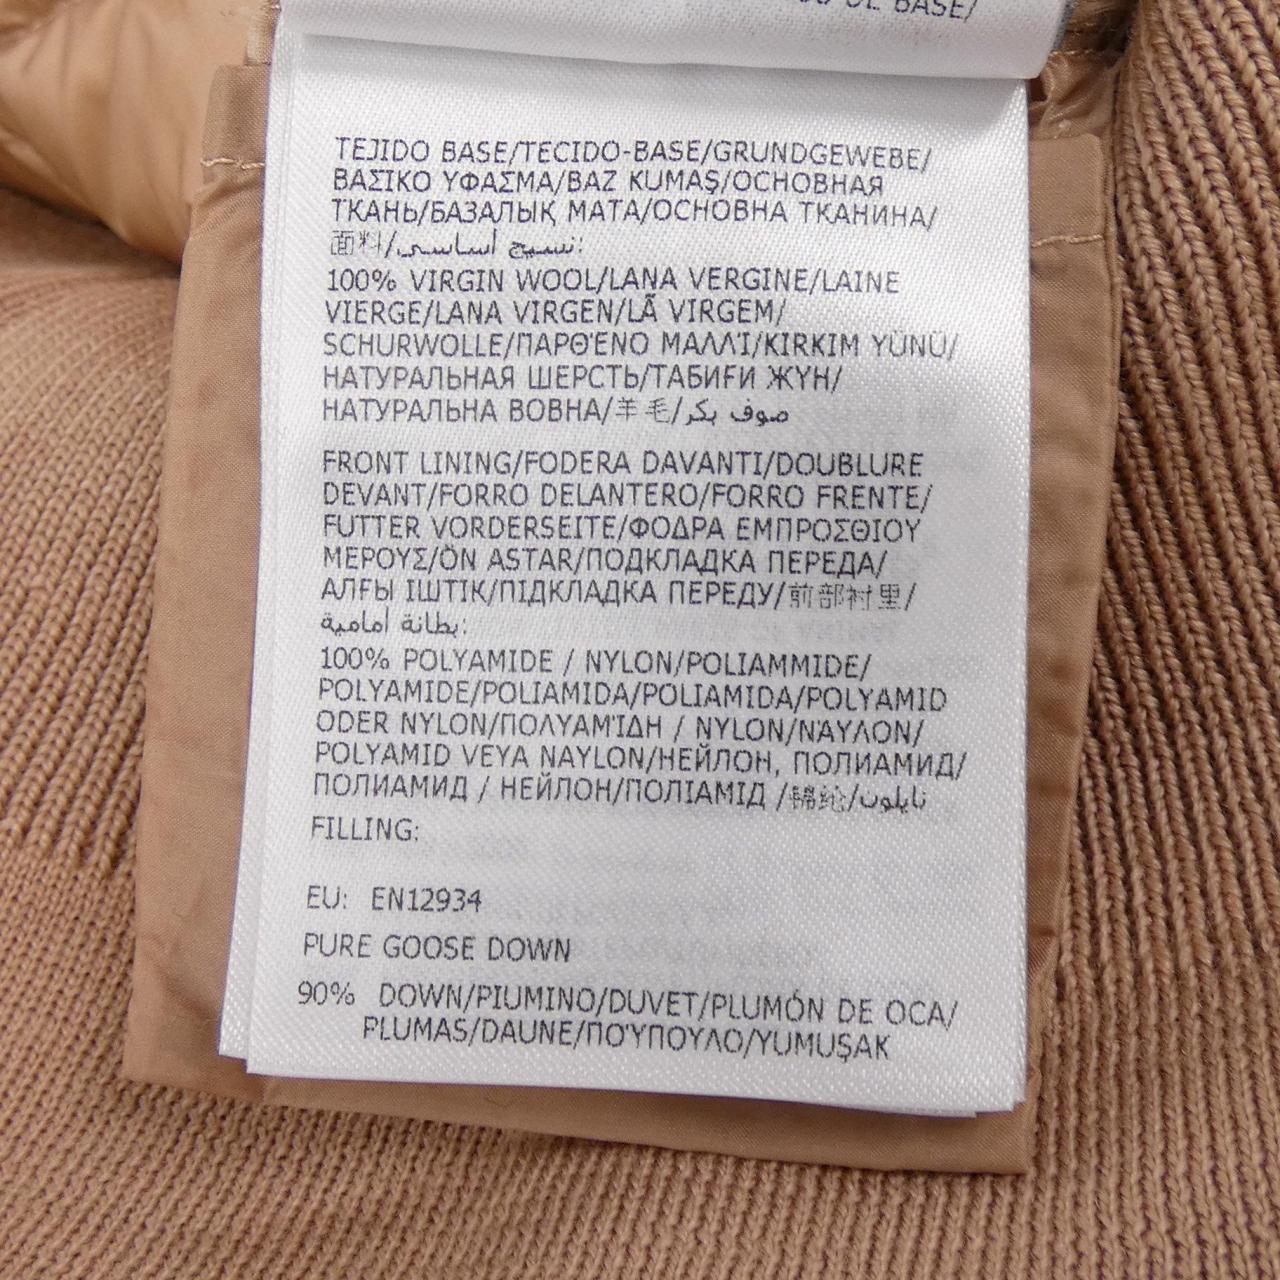 DE BASE/
TEJIDO BASE/TECIDO-BASE/GRUNDGEWEBE/
ΒΑΣΙΚΟ ΥΦΑΣΜΑ/BAZ KUMAŞ/ОСНОВНАЯ
ТКАНЬ/БАЗАЛЫҚ МАТА/ОСНОВНА ТКАНИНА/
面料/نسيج أساسي:
100% VIRGIN WOOL/LANA VERGINE/LAINE
VIERGE/LANA VIRGEN/LÃ VIRGEM/
SCHURWOLLE/ΠΑΡΘΈΝΟ ΜΑΛΛΊ/KIRKIM YÜNÜ/
НАТУРАЛЬНАЯ ШЕРСТЬ/ТАБИҒИ ЖҮН/
НАТУРАЛЬНА ВОВНА/羊毛/صوف بكر
FRONT LINING/FODERA DAVANTI/DOUBLURE
DEVANT/FORRO DELANTERO/FORRO FRENTE/
FUTTER VORDERSEITE/ΦΟΔΡΑ ΕΜΠΡΟΣΘΙΟΥ
ΜΕΡΟΥΣ/ÖN ASTAR/ПОДКЛАДКА ПЕРЕДА/
АЛҒЫ ІШТІК/ПІДКЛАДКА ПЕРЕДУ/前部衬里/
بطانة أمامية:
100% POLYAMIDE / NYLON/POLIAMMIDE/
POLYAMIDE/POLIAMIDA/POLIAMIDA/POLYAMID
ODER NYLON/ΠΟΛΥΑΜΊΔΗ / NYLON/ΝΆΥΛΟΝ/
POLYAMID VEYA NAYLON/НЕЙЛОН, ПОЛИАМИД/
ПОЛИАМИД / НЕЙЛОН/ПОЛІАМІД /锦纶/نايلون
FILLING:
EU: EN12934
PURE GOOSE DOWN
90% DOWN/PIUMINO/DUVET/PLUMÓN DE OCA/
PLUMAS/DAUNE/ΠΟΎΠΟΥΛΟ/YUMUŞAK